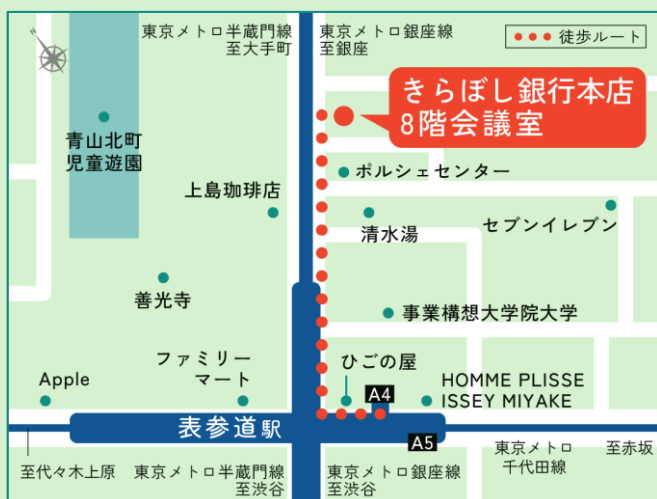 東京メトロ半蔵門線
至大手町
東京メトロ銀座線
至銀座
徒歩ルート
きらぼし銀行本店
8階会議室
青山北町
児童遊園
ポルシェセンター
上島珈琲店
清水湯
セブンイレブン
善光寺
事業構想大学院大学
ファミリー
マート
ひごの屋
Apple
A4
HOMME PLISSE
ISSEY MIYAKE
表参道駅
A5
至代々木上原
東京メトロ半蔵門線
至渋谷
東京メトロ銀座線
至渋谷
東京メトロ
千代田線
至赤坂